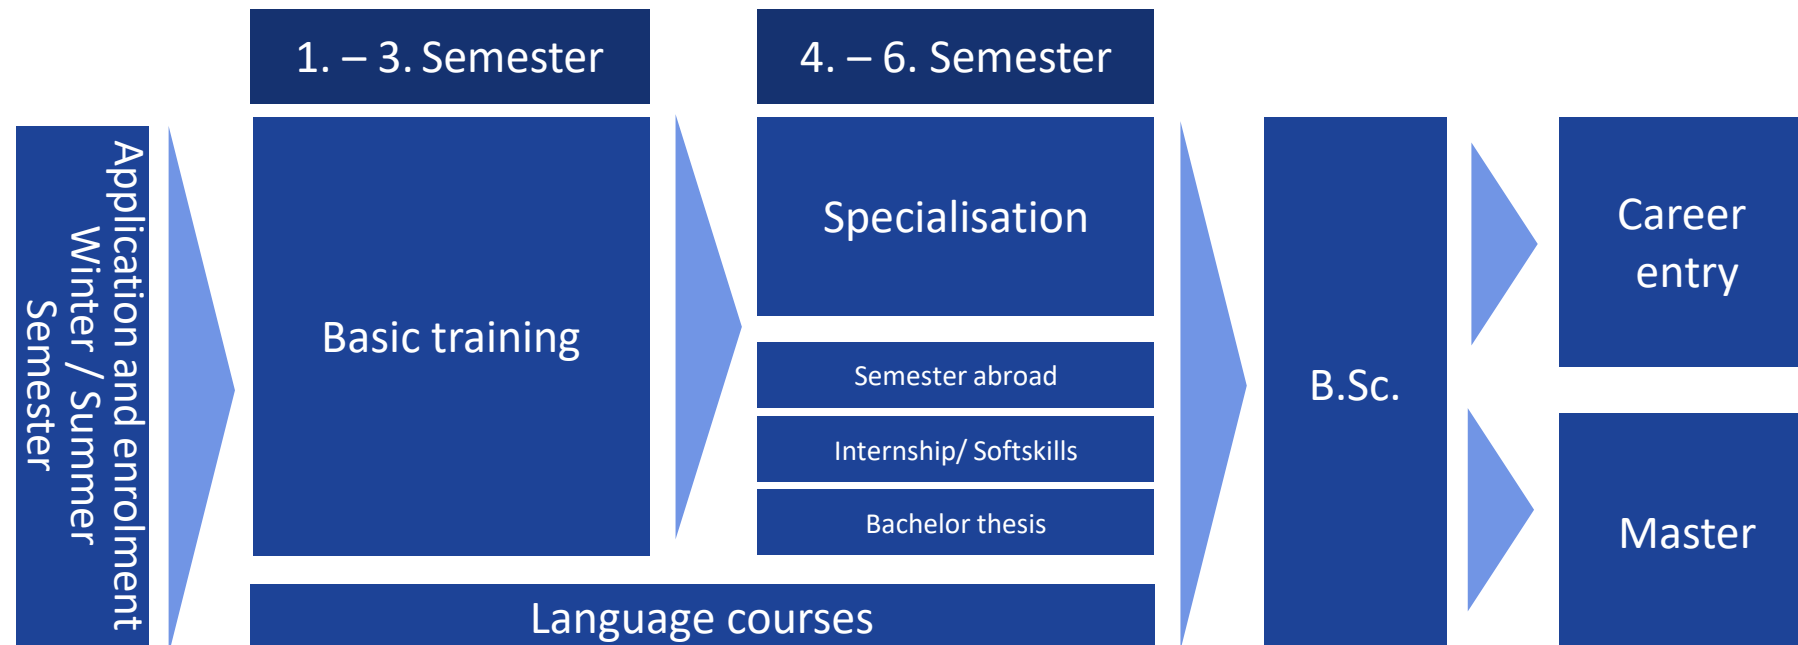 Application and enrolment
Winter / Summer
Semester
1. – 3. Semester
Basic training
4. – 6. Semester
Specialisation
Semester abroad
Internship/ Softskills
Bachelor thesis
Language courses
B.Sc.
Career
entry
Master